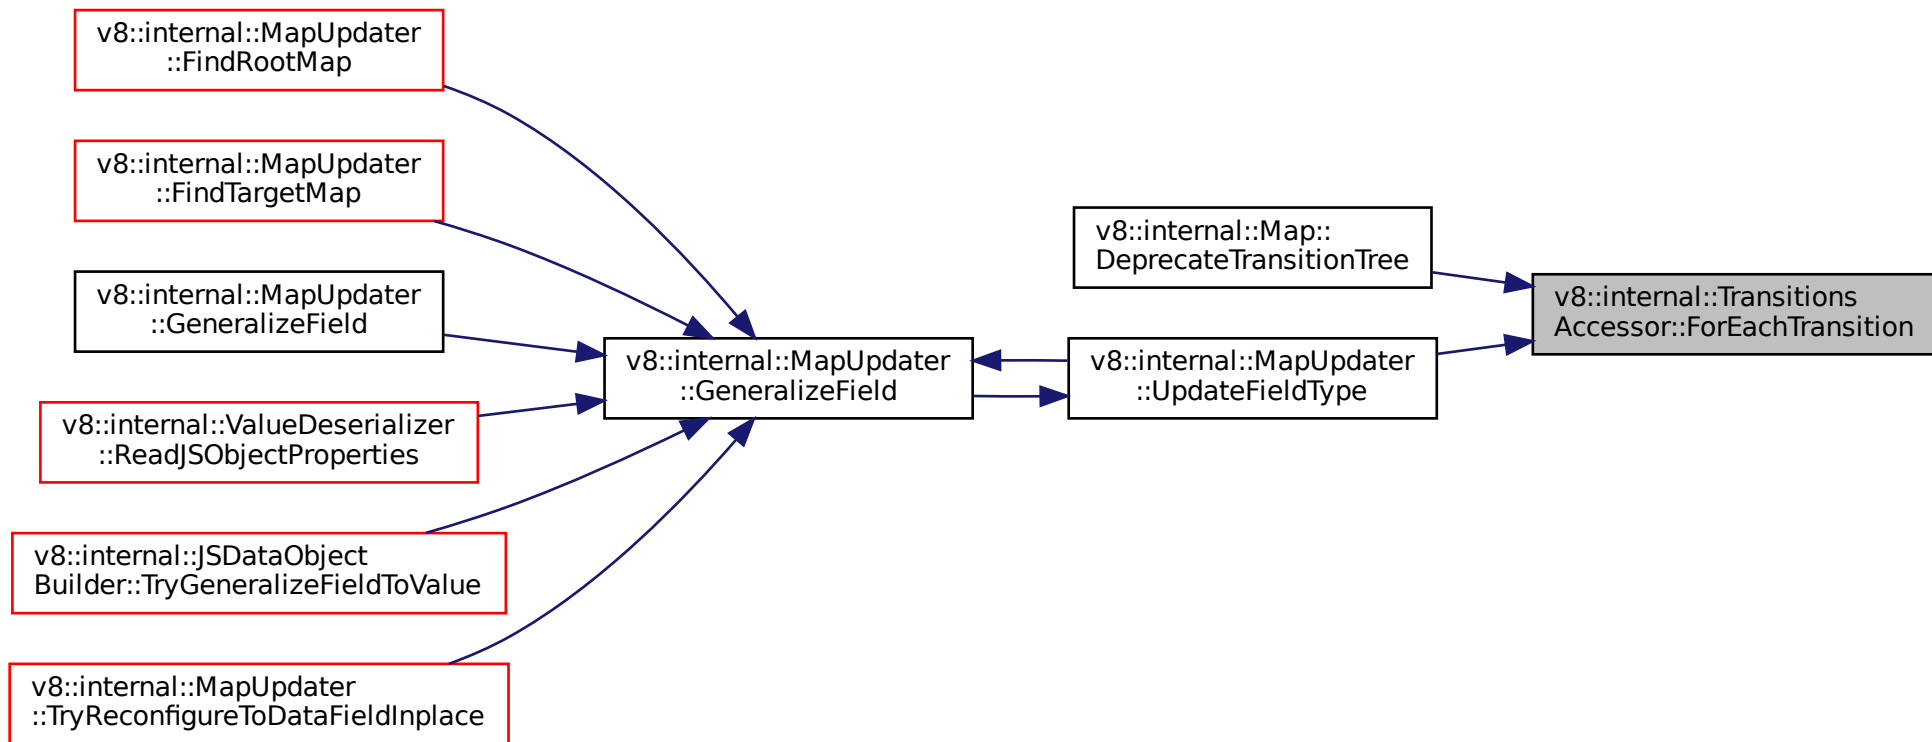 v8::internal::MapUpdater
::FindRootMap
v8::internal::MapUpdater
::FindTargetMap
v8::internal::MapUpdater
::GeneralizeField
v8::internal::ValueDeserializer
::ReadJSObjectProperties
v8::internal::JSDataObject
Builder::TryGeneralizeFieldToValue
v8::internal::MapUpdater
::TryReconfigureToDataFieldInplace
v8::internal::MapUpdater
::GeneralizeField
v8::internal::Map::
DeprecateTransitionTree
v8::internal::MapUpdater
::UpdateFieldType
v8::internal::Transitions
Accessor::ForEachTransition